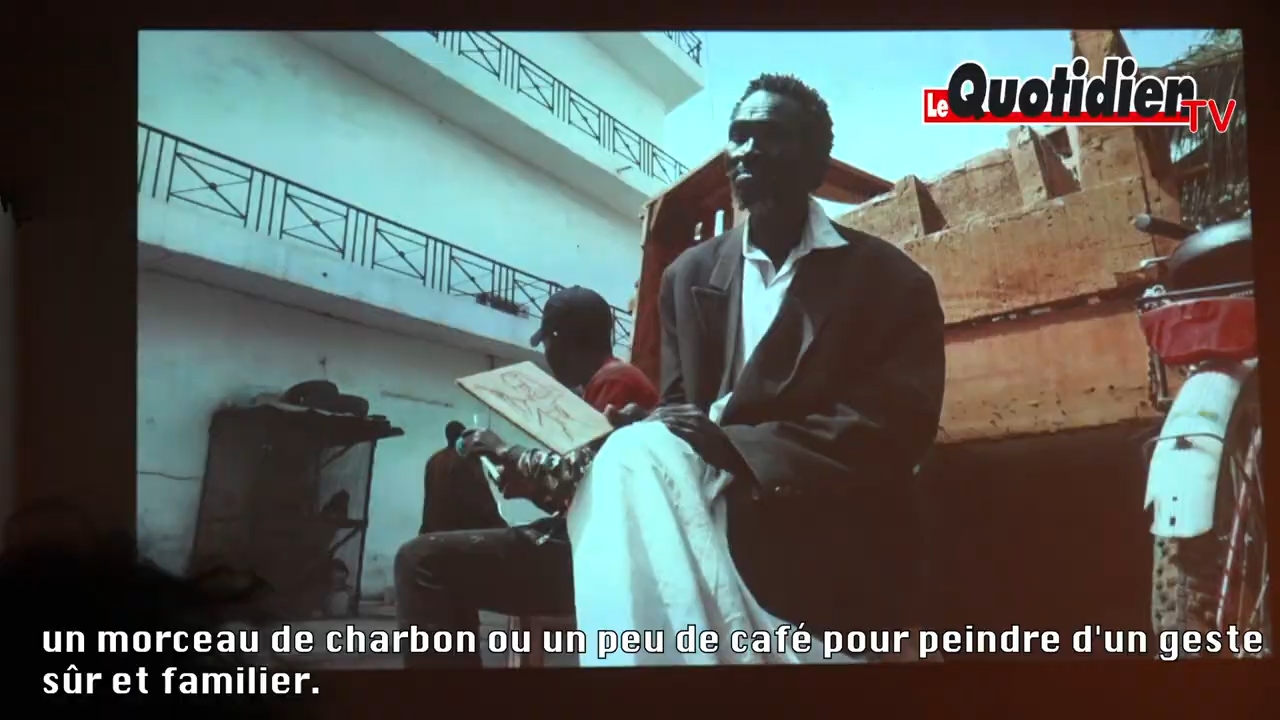 Le Quotidien TV
un morceau de charbon ou un peu de café pour peindre d'un geste
sûr et familier.